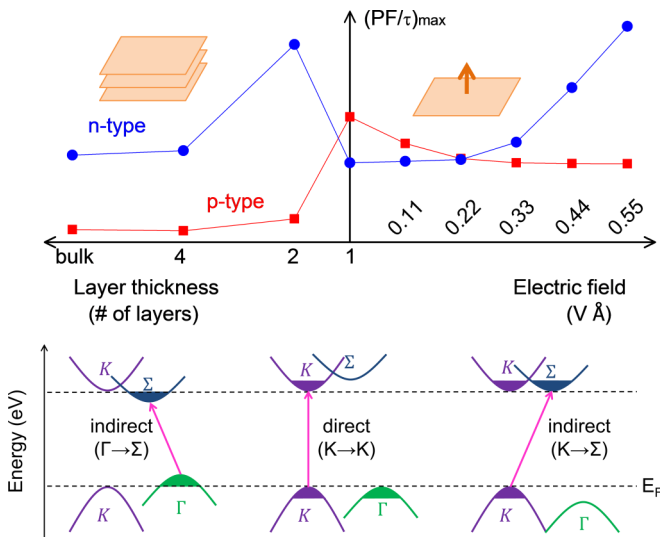 (PF/τ)max
n-type
p-type
0.11
0.22
0.33
0.44
0.55
bulk
4
2
1
Layer thickness
(# of layers)
Electric field
(V Å)
Energy (eV)
K
Σ
indirect
(Γ→Σ)
K
Γ
K
Σ
direct
(K→K)
K
Γ
K
Σ
indirect
(K→Σ)
K
Γ
EF